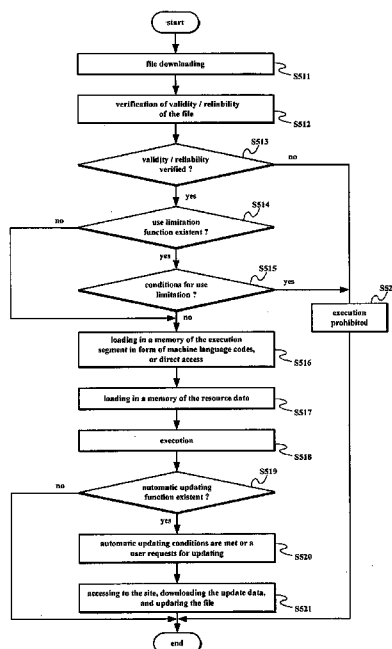 start
file downloading
S511
verification of validity / reliability
of the file
S512
S513
validity / reliability
verified ?
no
yes
S514
no
use limitation
function existent ?
yes
S515
conditions for use
limitation ?
yes
no
S52
execution
prohibited
loading in a memory of the execution
segment in form of machine language codes,
or direct access
S516
loading in a memory of the resource data
S517
execution
S518
S519
no
automatic updating
function existent ?
yes
automatic updating conditions are met or a
user requests for updating
S520
accessing to the site, downloading the update data,
and updating the file
S521
end